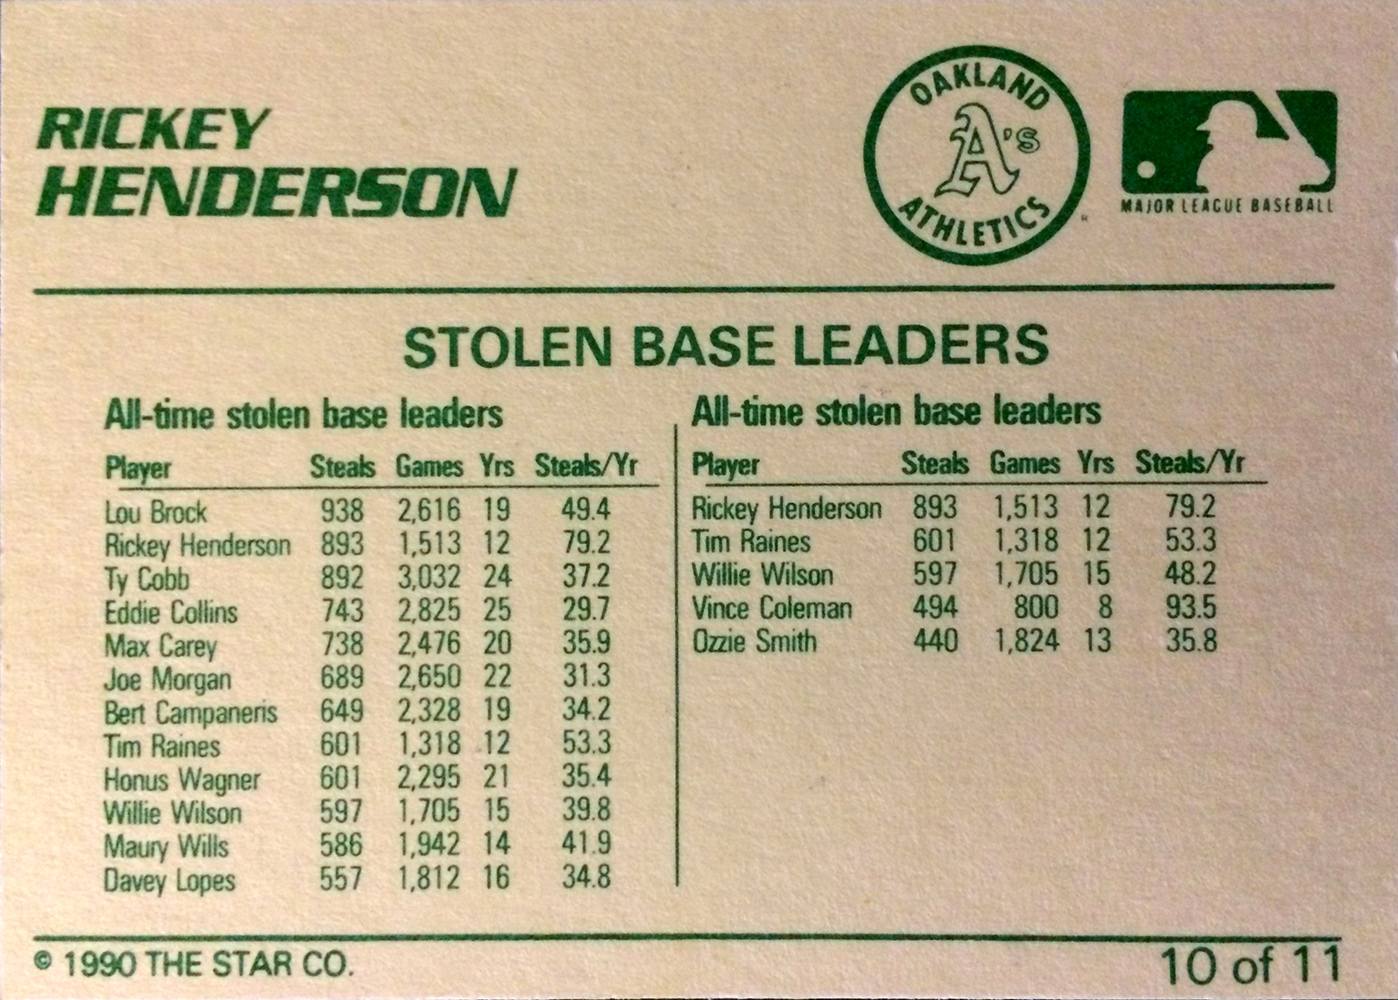 RICKEY
HENDERSON
OAKLAND
A's
ATHLETICS
MAJOR LEAGUE BASEBALL
STOLEN BASE LEADERS
All-time stolen base leaders
Player Steals Games Yrs Steals/Yr
Lou Brock 938 2,616 19 49.4
Rickey Henderson 893 1,513 12 79.2
Ty Cobb 892 3,032 24 37.2
Eddie Collins 743 2,825 25 29.7
Max Carey 738 2,476 20 35.9
Joe Morgan 689 2,650 22 31.3
Bert Campaneris 649 2,328 19 34.2
Tim Raines 601 1,318 12 53.3
Honus Wagner 601 2,295 21 35.4
Willie Wilson 597 1,705 15 39.8
Maury Wills 586 1,942 14 41.9
Davey Lopes 557 1,812 16 34.8
All-time stolen base leaders
Player Steals Games Yrs Steals/Yr
Rickey Henderson 893 1,513 12 79.2
Tim Raines 601 1,318 12 53.3
Willie Wilson 597 1,705 15 48.2
Vince Coleman 494 800 8 93.5
Ozzie Smith 440 1,824 13 35.8
© 1990 THE STAR CO.
10 of 11